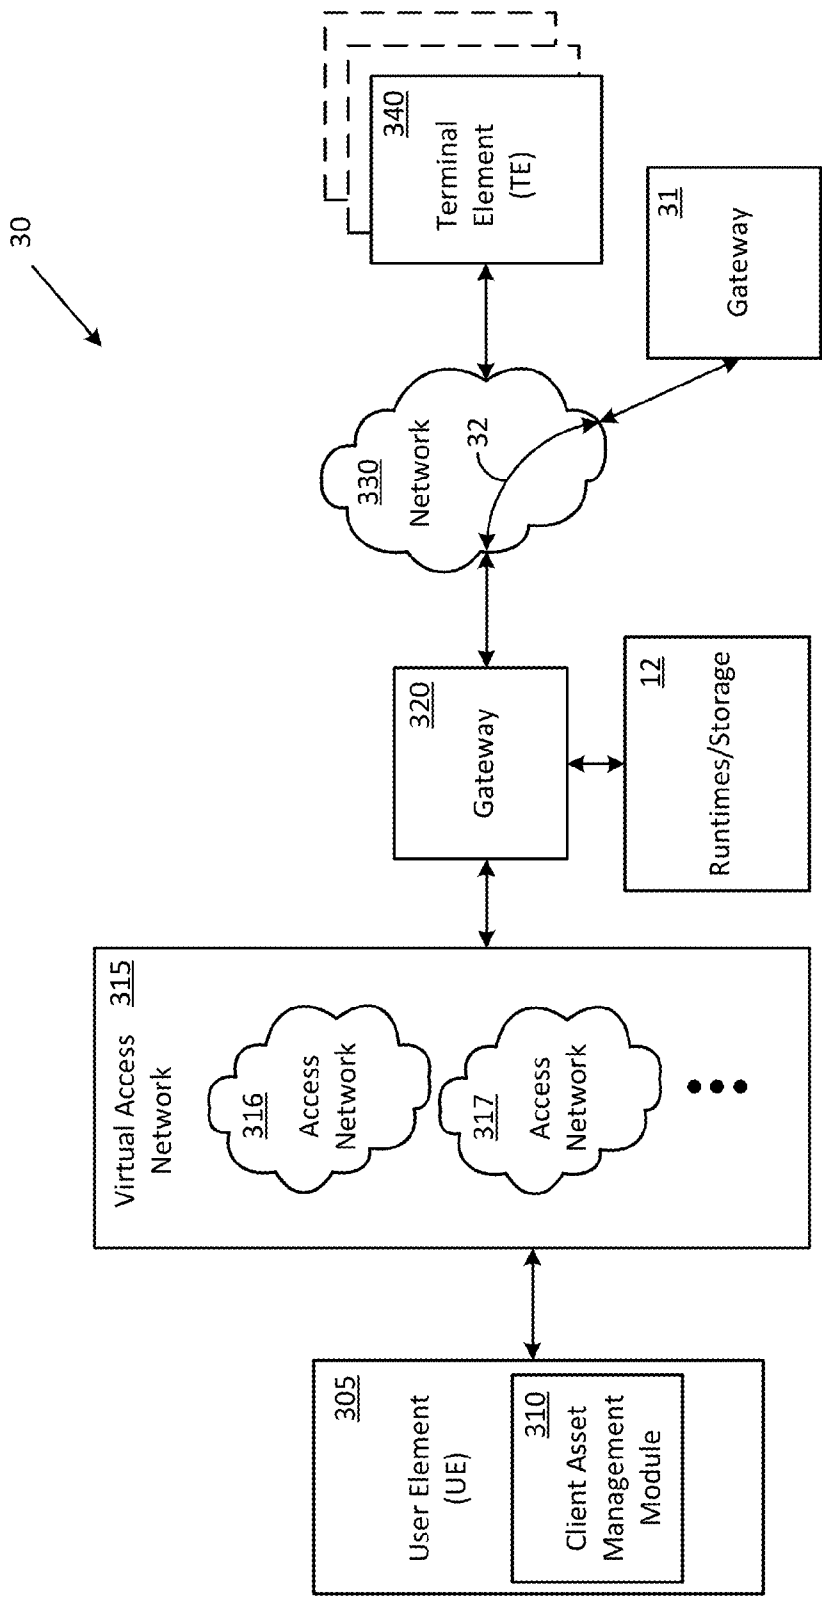 30
305
User Element
(UE)
310
Client Asset
Management
Module
Virtual Access
Network
315
316
Access
Network
317
Access
Network
320
Gateway
12
Runtimes/Storage
330
Network
32
340
Terminal
Element
(TE)
31
Gateway